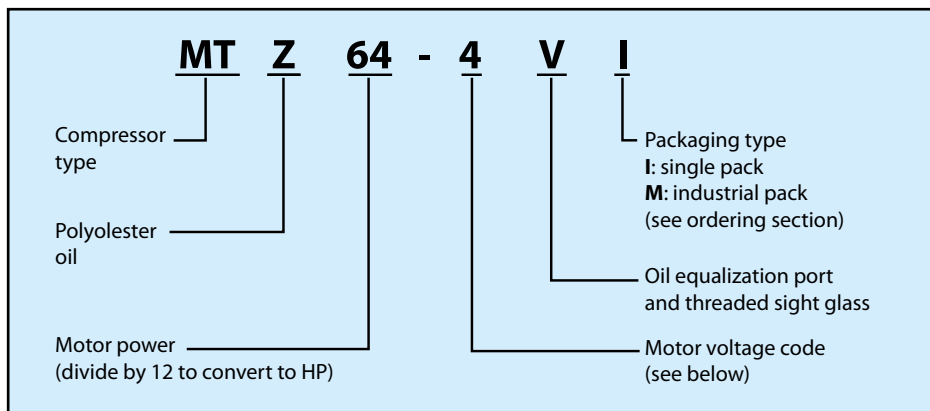 MT Z 64 - 4 V I
Compressor
type
Polyolester
oil
Motor power
(divide by 12 to convert to HP)
Packaging type
I: single pack
M: industrial pack
(see ordering section)
Oil equalization port
and threaded sight glass
Motor voltage code
(see below)